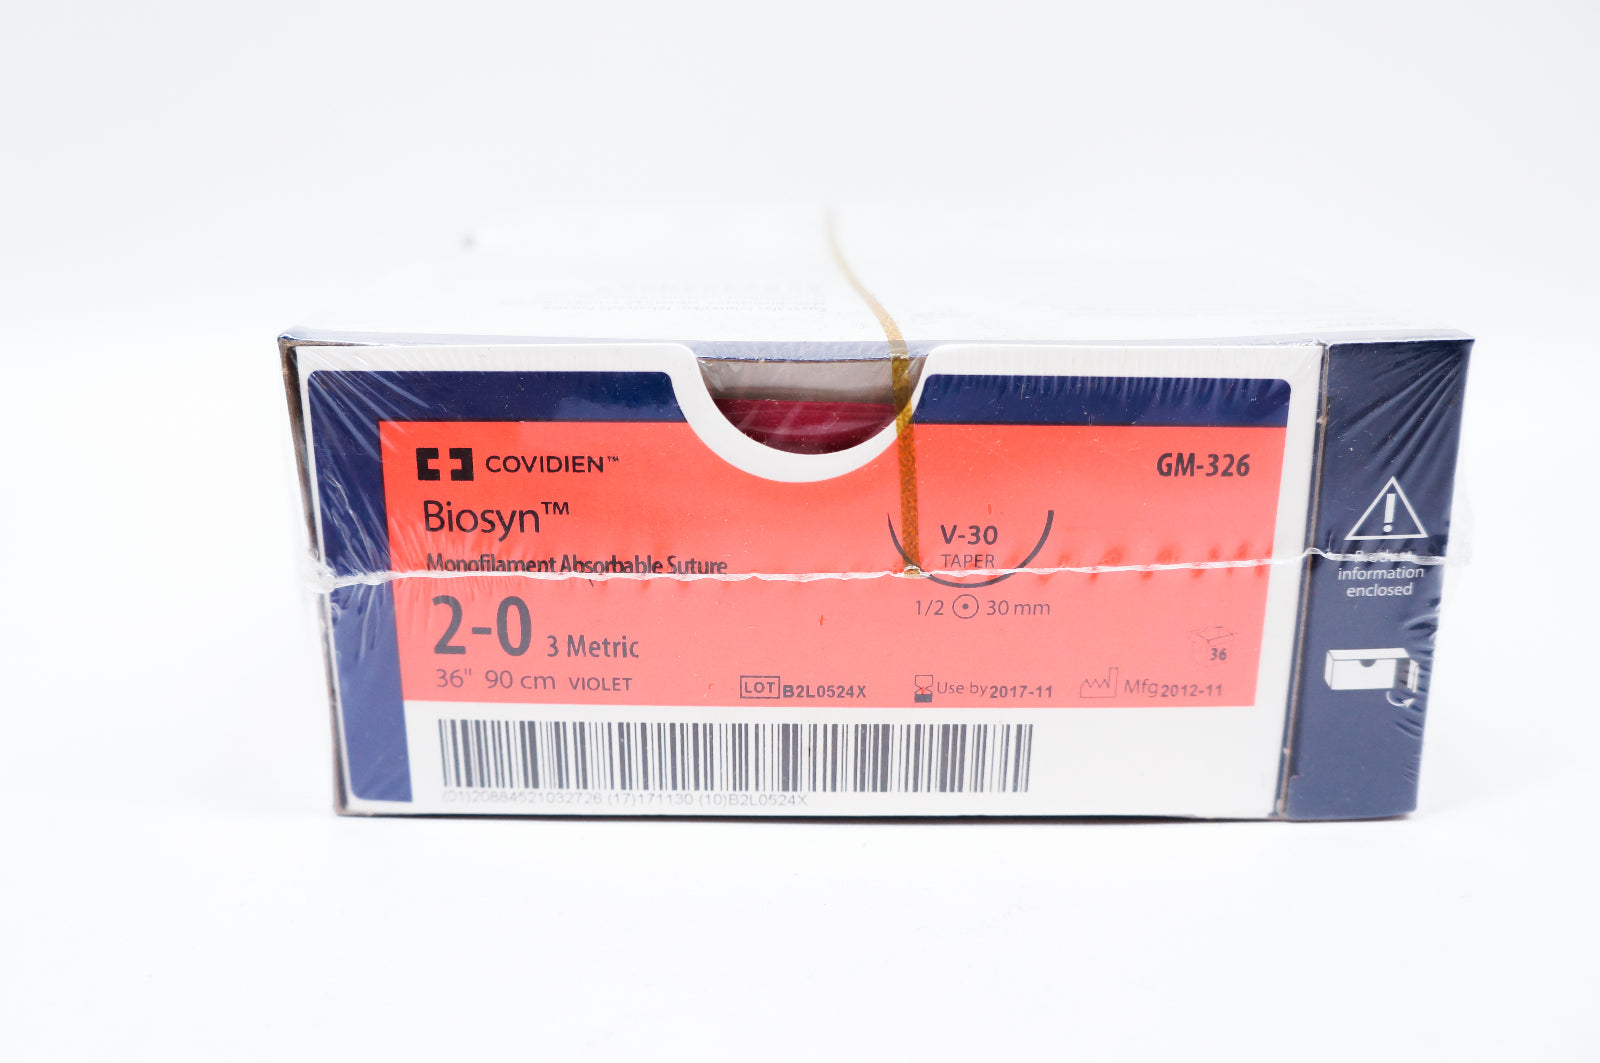 COVIDIEN™
GM-326
Biosyn™
Monofilament Absorbable Suture
V-30
TAPER
1/2 30 mm
2-0 3 Metric
36" 90 cm VIOLET
LOT B2L0524X
Use by 2017-11
Mfg 2012-11
36
(01)20884521032726 (17)171130 (10)B2L0524X
Product
information
enclosed